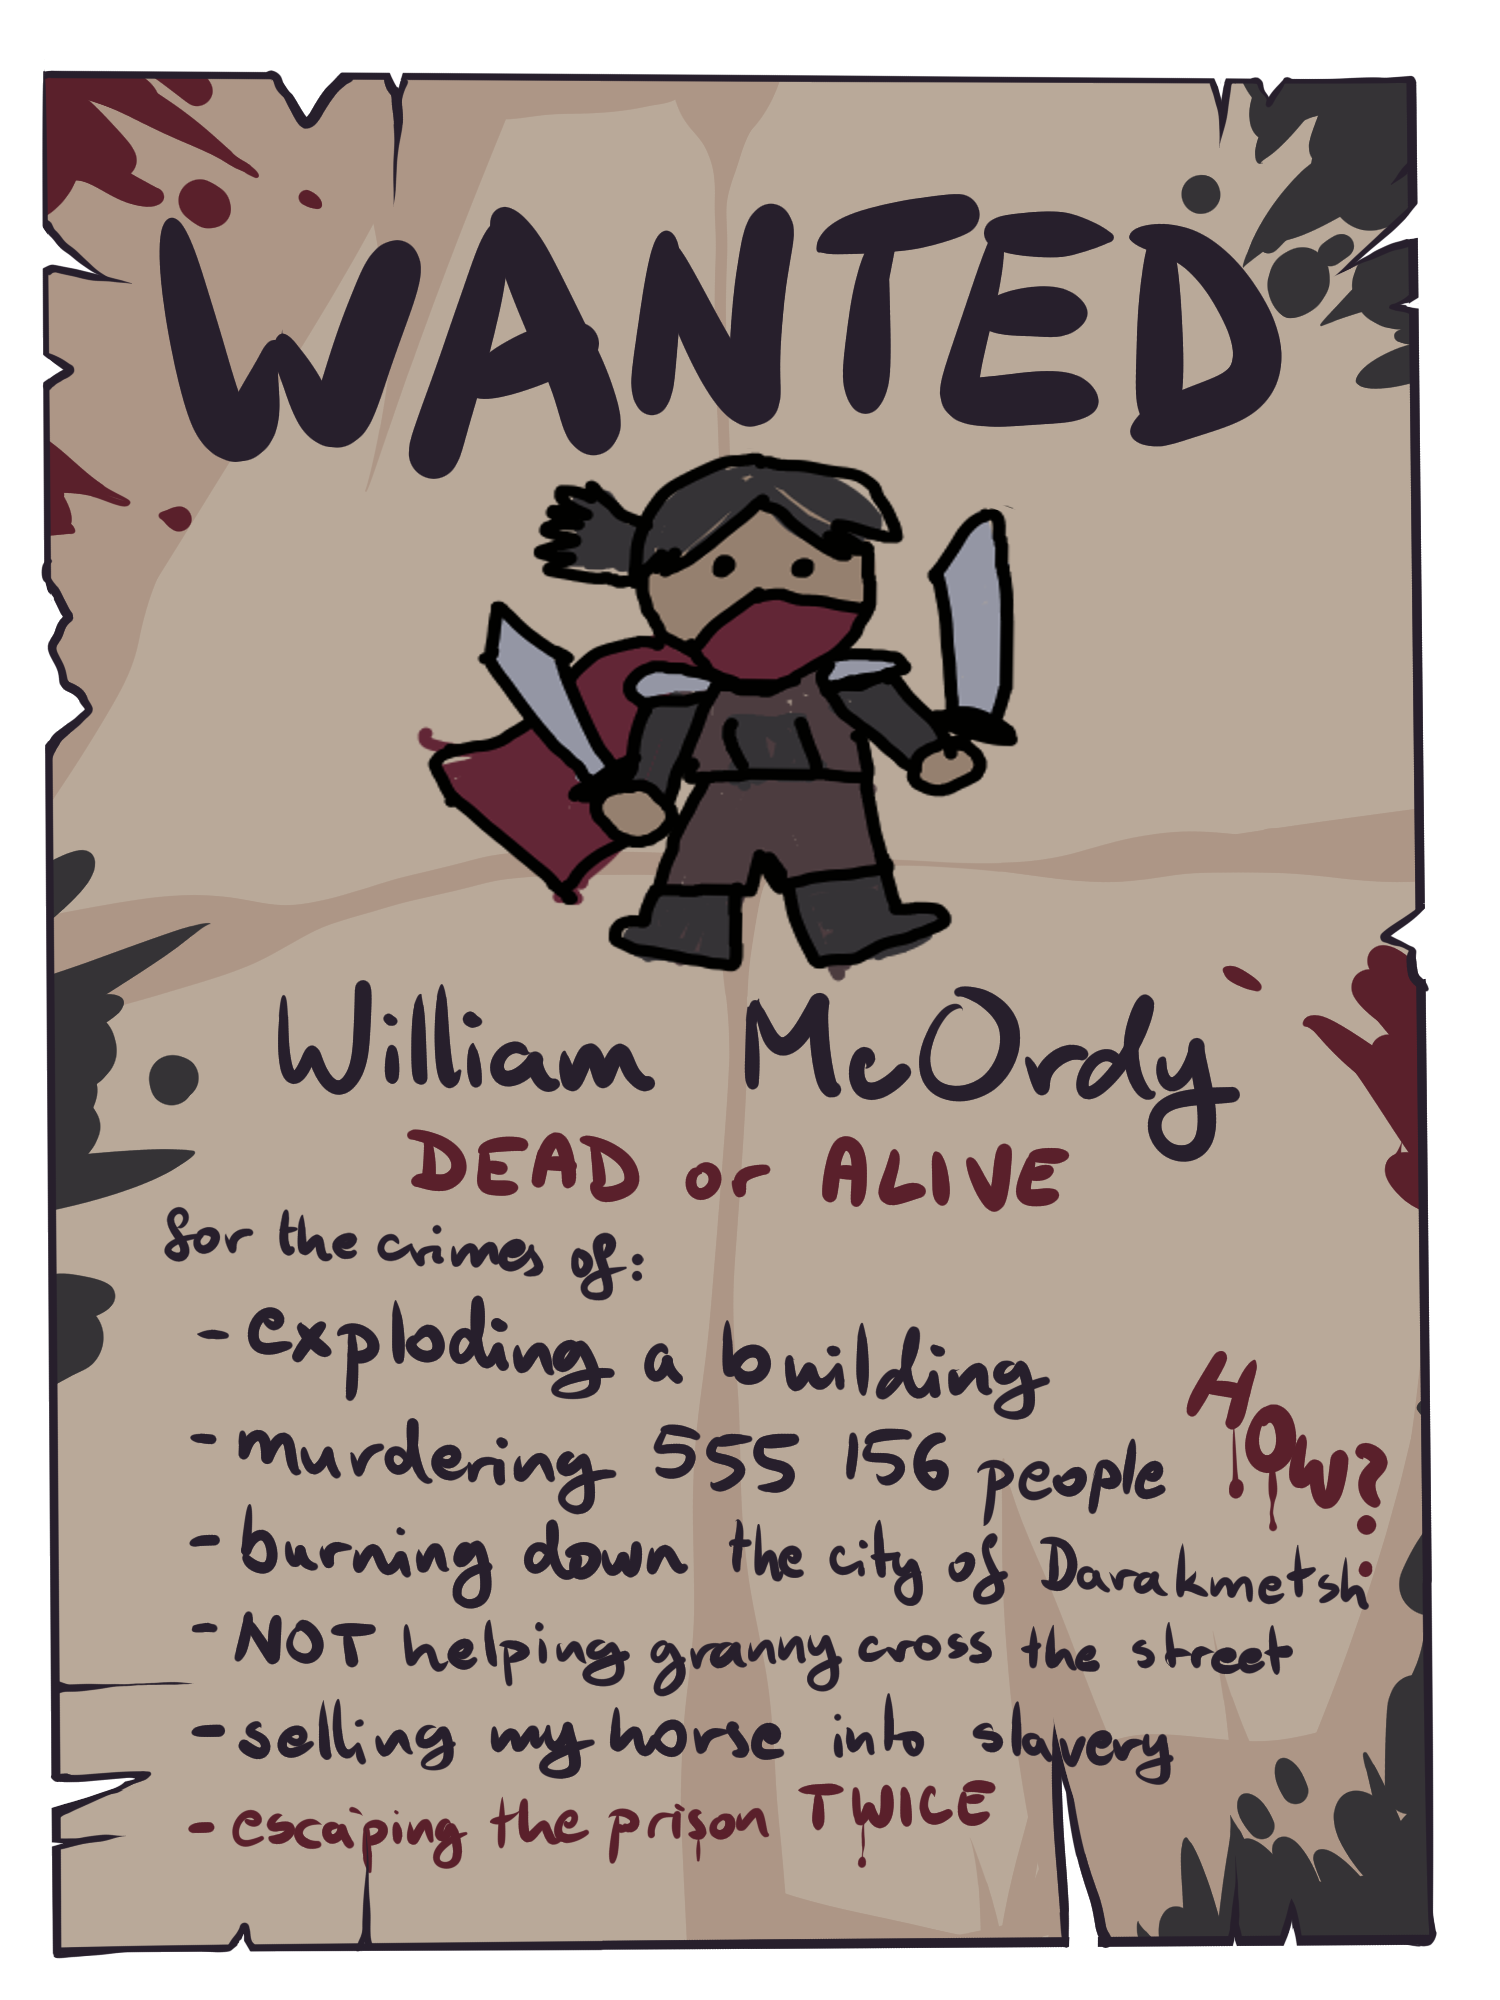 WANTED
William McOrdy
DEAD or ALIVE
for the crimes of:
- exploding a building
- murdering 555 156 people
HOW?
- burning down the city of Darakmetsh
- NOT helping granny cross the street
- selling my horse into slavery
- escaping the prison TWICE